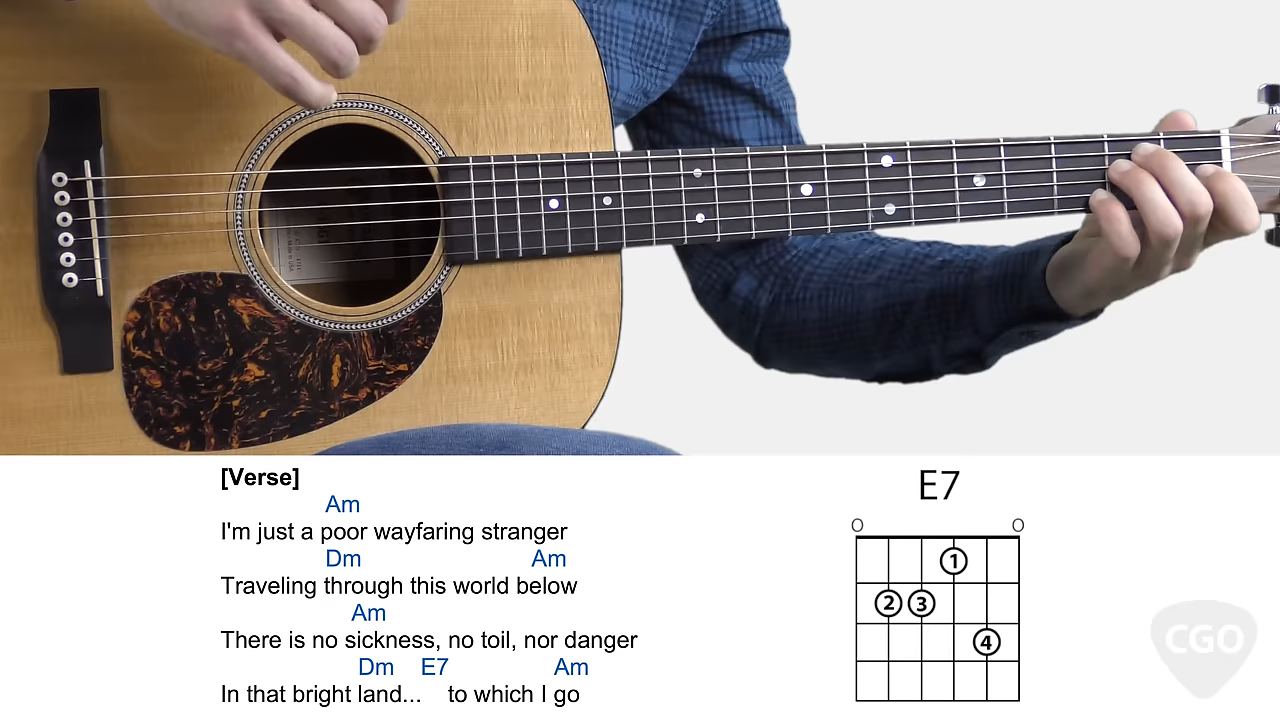 [Verse]
Am
I'm just a poor wayfaring stranger
Dm Am
Traveling through this world below
Am
There is no sickness, no toil, nor danger
Dm E7 Am
In that bright land... to which I go
E7
O O
1
2 3
4
CGO